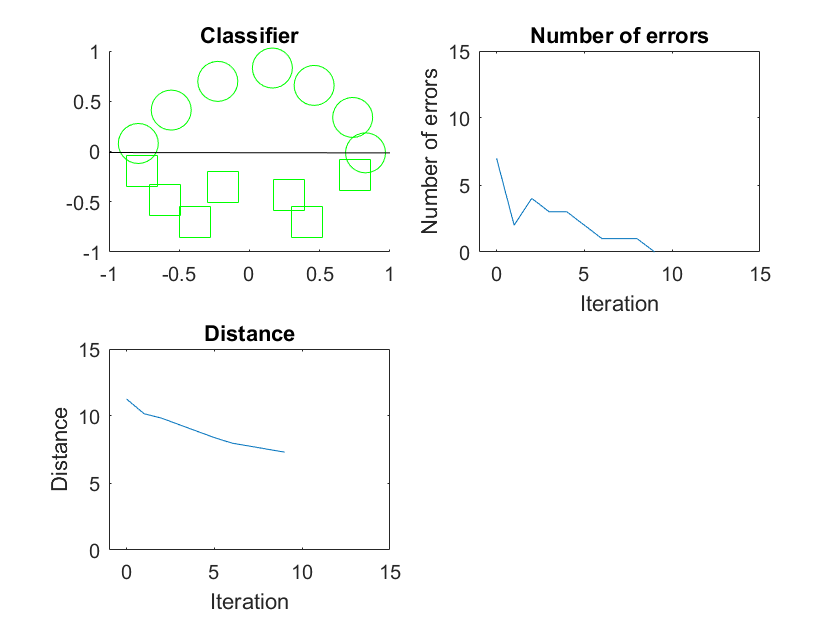 Classifier
1
0.5
0
-0.5
-1
-1 -0.5 0 0.5 1
Number of errors
Number of errors
15
10
5
0
0 5 10 15
Iteration
Distance
Distance
15
10
5
0
0 5 10 15
Iteration